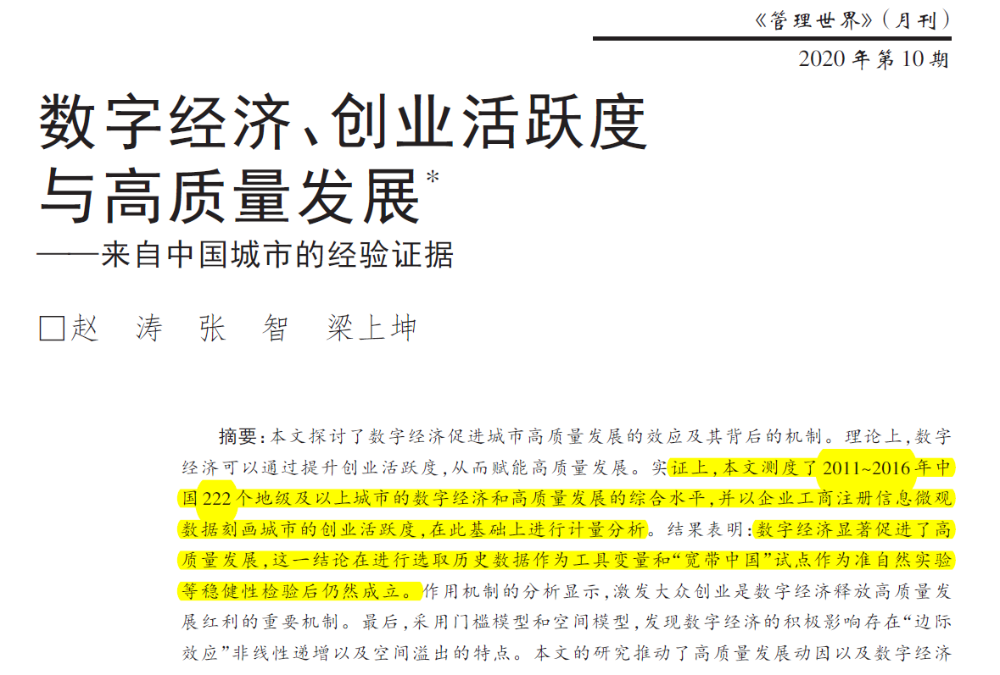 《管理世界》（月刊）
2020 年第 10 期
数字经济、创业活跃度
与高质量发展*
——来自中国城市的经验证据
□赵　涛　张　智　梁上坤
摘要：本文探讨了数字经济促进城市高质量发展的效应及其背后的机制。理论上，数字
经济可以通过提升创业活跃度，从而赋能高质量发展。实证上，本文测度了 2011~2016 年中
国 222 个地级及以上城市的数字经济和高质量发展的综合水平，并以企业工商注册信息微观
数据刻画城市的创业活跃度，在此基础上进行计量分析。结果表明：数字经济显著促进了高
质量发展，这一结论在进行选取历史数据作为工具变量和“宽带中国”试点作为准自然实验
等稳健性检验后仍然成立。作用机制的分析显示，激发大众创业是数字经济释放高质量发
展红利的重要机制。最后，采用门槛模型和空间模型，发现数字经济的积极影响存在“边际
效应”非线性递增以及空间溢出的特点。本文的研究推动了高质量发展动因以及数字经济